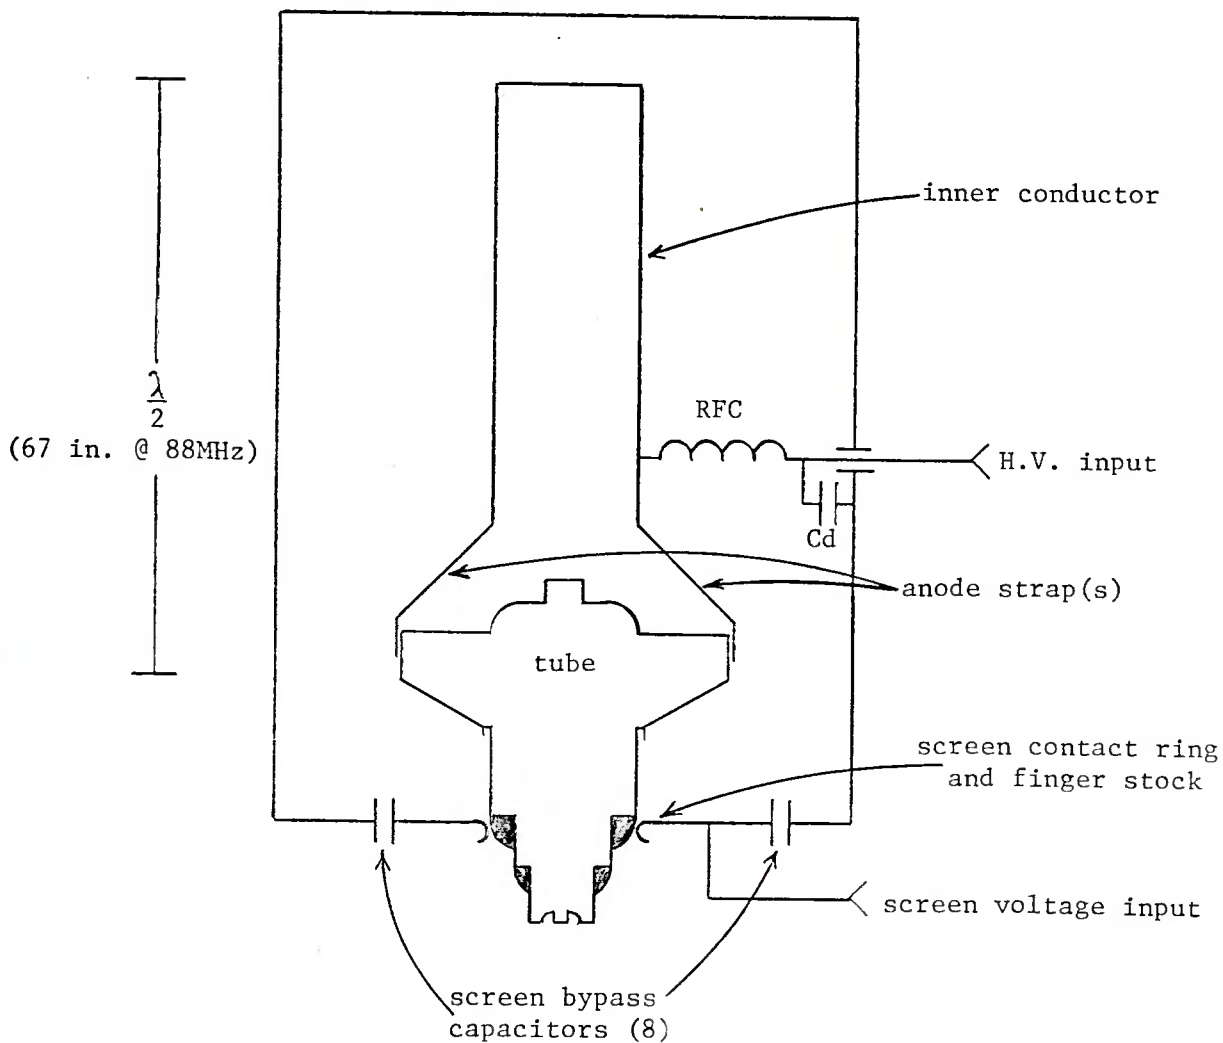 inner conductor
λ
2
(67 in. @ 88MHz)
RFC
H.V. input
Cd
anode strap(s)
tube
screen contact ring
and finger stock
screen voltage input
screen bypass
capacitors (8)